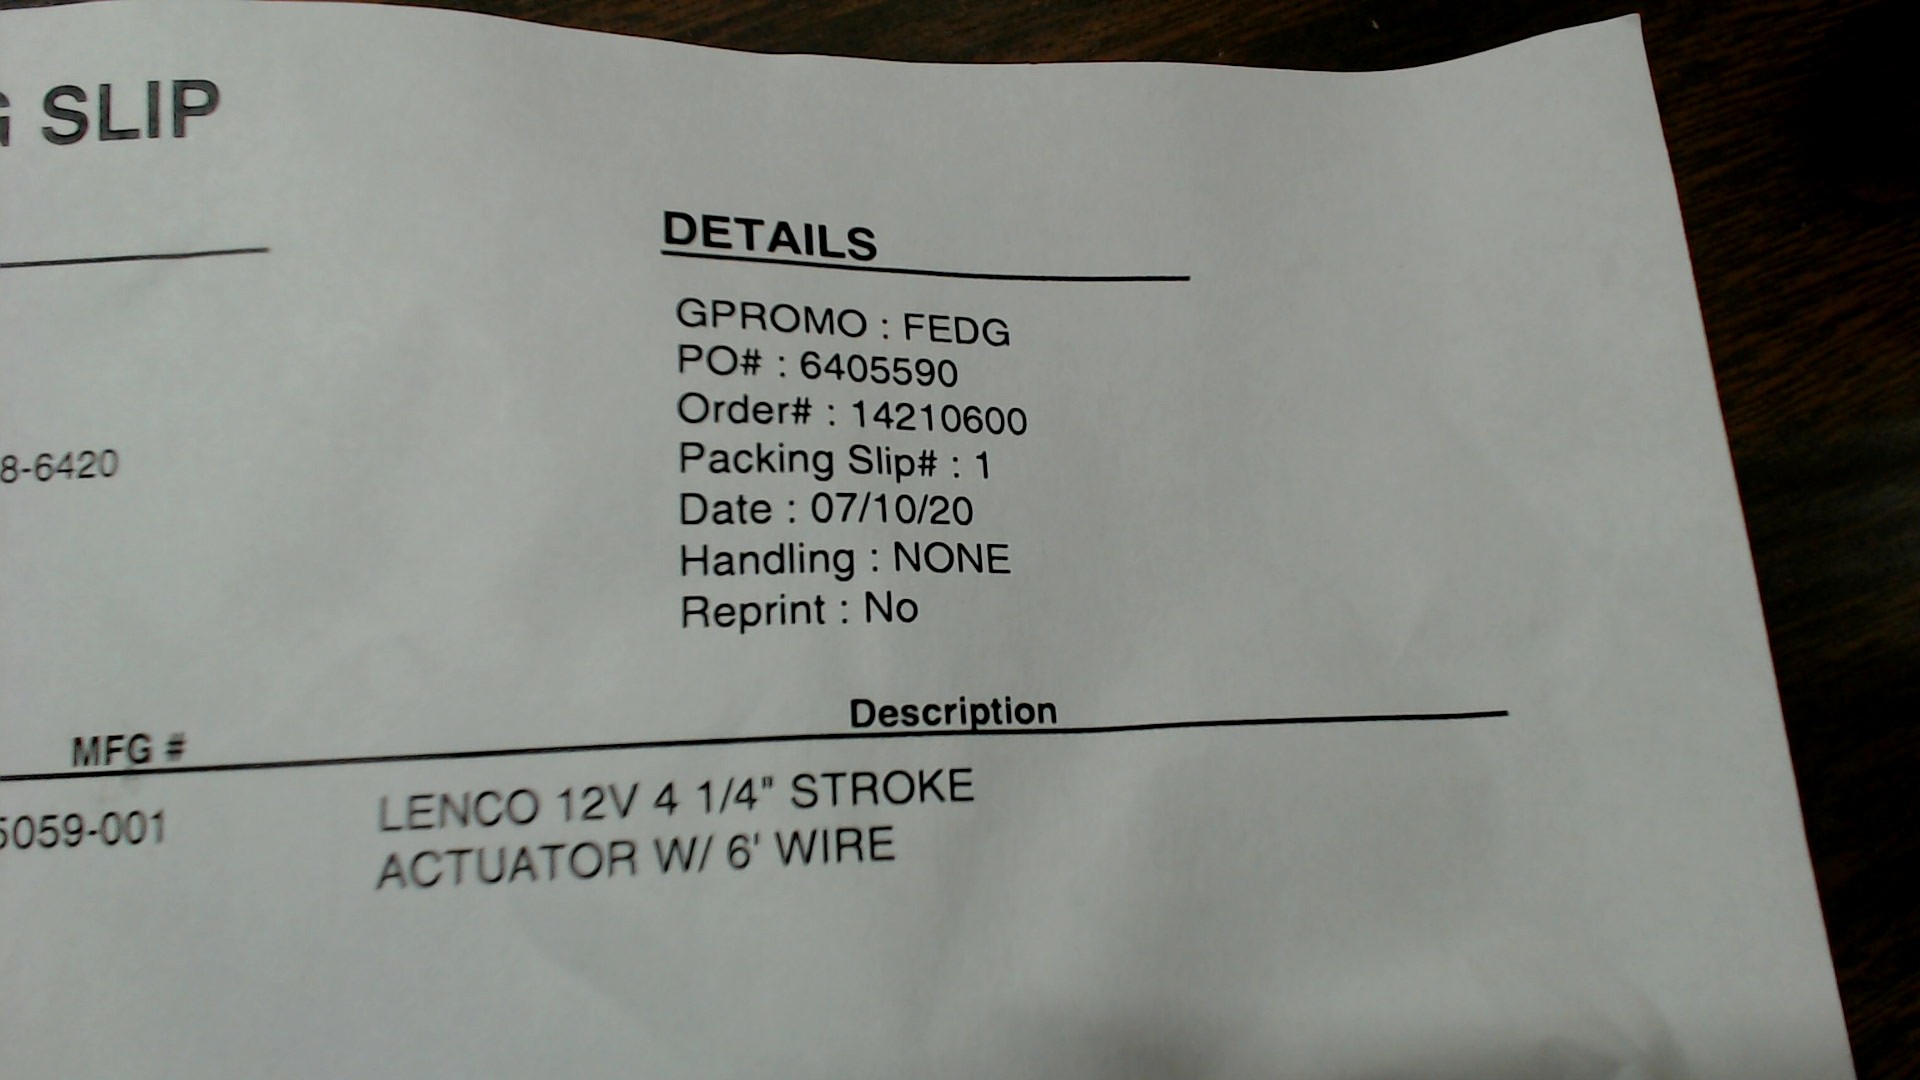 SLIP
DETAILS
GPROMO : FEDG
PO# : 6405590
Order# : 14210600
Packing Slip# : 1
8-6420
Date : 07/10/20
Handling : NONE
Reprint : No
MFG # Description
5059-001 LENCO 12V 4 1/4" STROKE
ACTUATOR W/ 6' WIRE